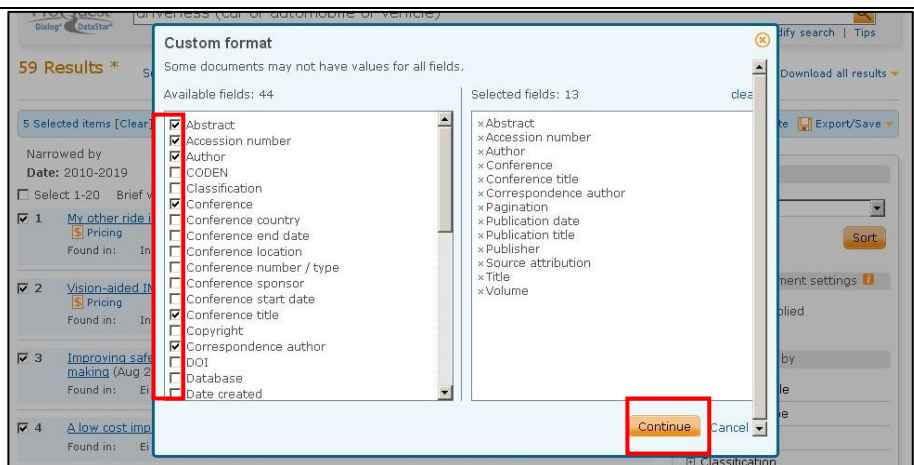 ProQuest
Dialog® DataStar®
driverless (car or automobile or vehicle)
dify search | Tips
59 Results *
Download all results
5 Selected items [Clear]
Export/Save
Narrowed by
Date: 2010-2019
Select 1-20 Brief
1 My other ride
Pricing
Found in: In
2 Vision-aided
Pricing
Found in: In
3 Improving safe
making (Aug 2
Found in: Ei
4 A low cost imp
Found in: Ei
Custom format
Some documents may not have values for all fields.
Available fields: 44
Abstract
Accession number
Author
CODEN
Classification
Conference
Conference country
Conference end date
Conference location
Conference number / type
Conference sponsor
Conference start date
Conference title
Copyright
Correspondence author
DOI
Database
Date created
Selected fields: 13 clea
×Abstract
×Accession number
×Author
×Conference
×Conference title
×Correspondence author
×Pagination
×Publication date
×Publication title
×Publisher
×Source attribution
×Title
×Volume
Continue Cancel
Sort
ment settings
plied
by
le
Classification